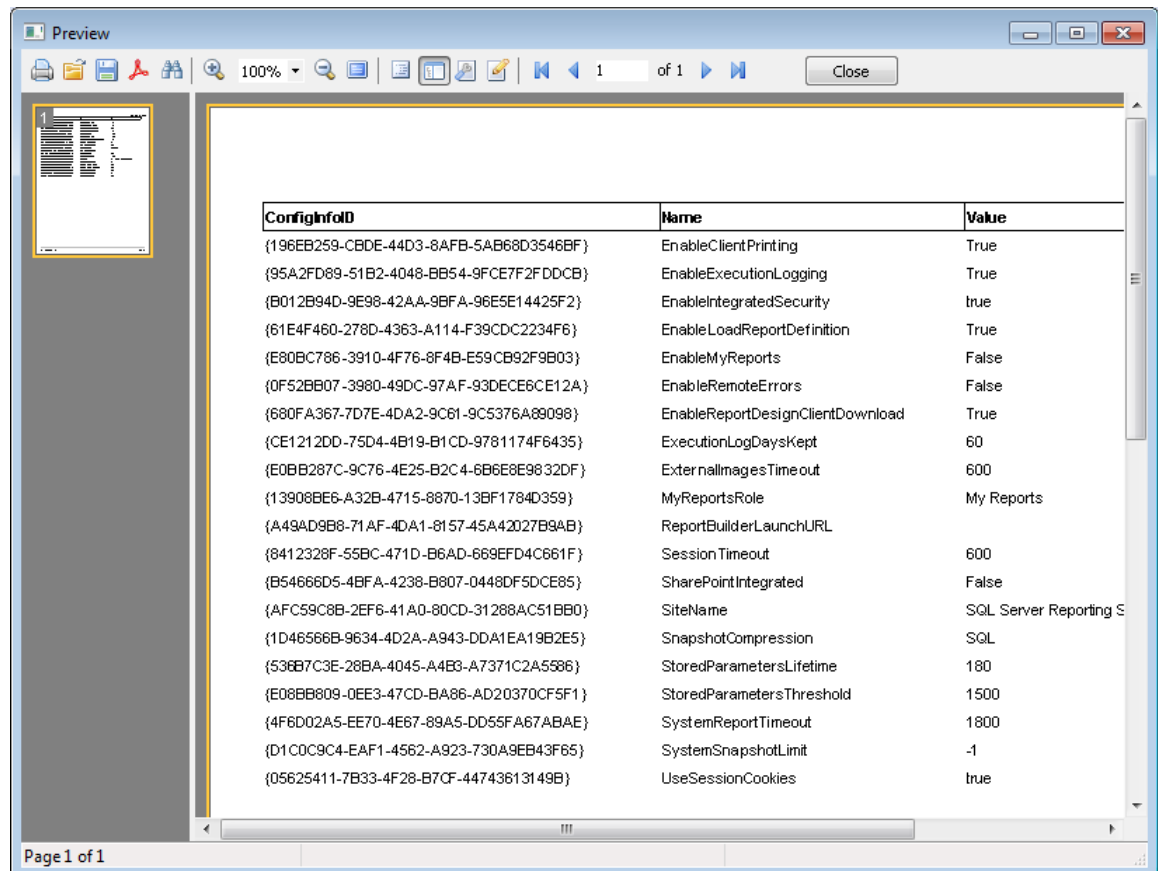 Preview
100% 1 of 1 Close
1
ConfigInfoID Name Value
{196EB259-CBDE-44D3-8AFB-5AB68D3546BF} EnableClientPrinting True
{95A2FD89-51B2-4048-BB54-9FCE7F2FDDCB} EnableExecutionLogging True
{B012B94D-9E98-42AA-9BFA-96E5E14425F2} EnableIntegratedSecurity true
{61E4F460-278D-4363-A114-F39CDC2234F6} EnableLoadReportDefinition True
{E80BC786-3910-4F76-8F4B-E59CB92F9B03} EnableMyReports False
{0F52BB07-3980-49DC-97AF-93DECE6CE12A} EnableRemoteErrors False
{680FA367-7D7E-4DA2-9C61-9C5376A89098} EnableReportDesignClientDownload True
{CE1212DD-75D4-4B19-B1CD-9781174F6435} ExecutionLogDaysKept 60
{E0BB287C-9C76-4E25-B2C4-6B6E8E9832DF} ExternalImagesTimeout 600
{13908BE6-A32B-4715-8870-13BF1784D359} MyReportsRole My Reports
{A49AD9B8-71AF-4DA1-8157-45A42027B9AB} ReportBuilderLaunchURL
{8412328F-55BC-471D-B6AD-669EFD4C661F} SessionTimeout 600
{B54666D5-4BFA-4238-B807-0448DF5DCE85} SharePointIntegrated False
{AFC59C8B-2EF6-41A0-80CD-31288AC51BB0} SiteName SQL Server Reporting S
{1D46566B-9634-4D2A-A943-DDA1EA19B2E5} SnapshotCompression SQL
{536B7C3E-28BA-4045-A4B3-A7371C2A5586} StoredParametersLifetime 180
{E08BB809-0EE3-47CD-BA86-AD20370CF5F1} StoredParametersThreshold 1500
{4F6D02A5-EE70-4E67-89A5-DD55FA67ABAE} SystemReportTimeout 1800
{D1C0C9C4-EAF1-4562-A923-730A9EB43F65} SystemSnapshotLimit -1
{05625411-7B33-4F28-B7CF-44743613149B} UseSessionCookies true
Page 1 of 1